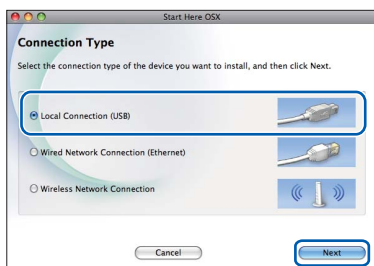 Start Here OSX
Connection Type
Select the connection type of the device you want to install, and then click Next.
Local Connection (USB)
Wired Network Connection (Ethernet)
Wireless Network Connection
Cancel
Next